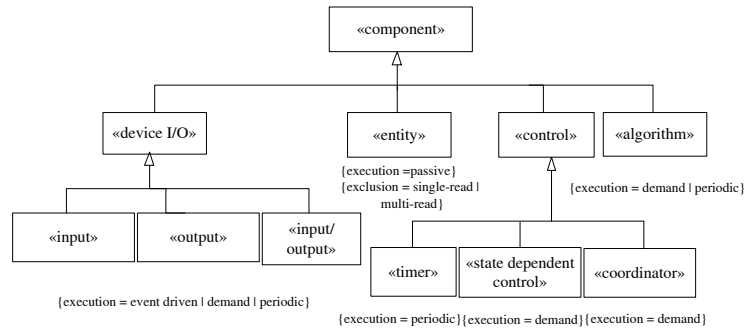 «component»
«device I/O»
«entity»
«control»
«algorithm»
{execution =passive}
{exclusion = single-read |
multi-read}
{execution = demand | periodic}
«input»
«output»
«input/
output»
«timer»
«state dependent
control»
«coordinator»
{execution = event driven | demand | periodic}
{execution = periodic}
{execution = demand}
{execution = demand}